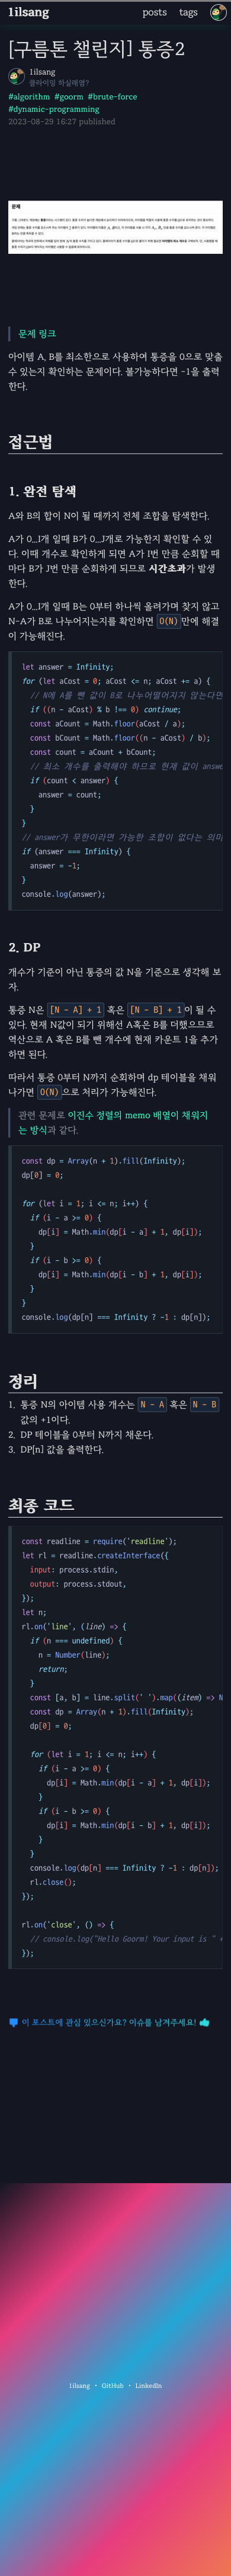 1ilsang
posts tags
[구름톤 챌린지] 통증2
1ilsang
클라이밍 하실래염?
#algorithm #goorm #brute-force
#dynamic-programming
2023-08-29 16:27 published
문제
문제 링크
아이템 A, B를 최소한으로 사용하여 통증을 0으로 맞출
수 있는지 확인하는 문제이다. 불가능하다면 -1을 출력
한다.
접근법
1. 완전 탐색
A와 B의 합이 N이 될 때까지 전체 조합을 탐색한다.
A가 0...I개 일때 B가 0...J개로 가능한지 확인할 수 있
다. 이때 개수로 확인하게 되면 A가 I번 만큼 순회할 때
마다 B가 J번 만큼 순회하게 되므로 시간초과가 발생
한다.
A가 0...I개 일때 B는 0부터 하나씩 올려가며 찾지 않고
N-A가 B로 나누어지는지를 확인하면 O(N)만에 해결
이 가능해진다.
let answer = Infinity;
for (let aCost = 0; aCost <= n; aCost += a) {
// N에 A를 뺀 값이 B로 나누어떨어지지 않는다면
if ((n - aCost) % b !== 0) continue;
const aCount = Math.floor(aCost / a);
const bCount = Math.floor((n - aCost) / b);
const count = aCount + bCount;
// 최소 개수를 출력해야 하므로 현재 값이 answe
if (count < answer) {
answer = count;
}
}
// answer가 무한이라면 가능한 조합이 없다는 의미
if (answer === Infinity) {
answer = -1;
}
console.log(answer);
2. DP
개수가 기준이 아닌 통증의 값 N을 기준으로 생각해 보
자.
통증 N은 [N - A] + 1 혹은 [N - B] + 1이 될 수
있다. 현재 N값이 되기 위해선 A혹은 B를 더했으므로
역산으로 A 혹은 B를 뺀 개수에 현재 카운트 1을 추가
하면 된다.
따라서 통증 0부터 N까지 순회하며 dp 테이블을 채워
나가면 O(N)으로 처리가 가능해진다.
관련 문제로 이진수 정렬의 memo 배열이 채워지
는 방식과 같다.
const dp = Array(n + 1).fill(Infinity);
dp[0] = 0;
for (let i = 1; i <= n; i++) {
if (i - a >= 0) {
dp[i] = Math.min(dp[i - a] + 1, dp[i]);
}
if (i - b >= 0) {
dp[i] = Math.min(dp[i - b] + 1, dp[i]);
}
}
console.log(dp[n] === Infinity ? -1 : dp[n]);
정리
1. 통증 N의 아이템 사용 개수는 N - A 혹은 N - B
값의 +1이다.
2. DP 테이블을 0부터 N까지 채운다.
3. DP[n] 값을 출력한다.
최종 코드
const readline = require('readline');
let rl = readline.createInterface({
input: process.stdin,
output: process.stdout,
});
let n;
rl.on('line', (line) => {
if (n === undefined) {
n = Number(line);
return;
}
const [a, b] = line.split(' ').map((item) => N
const dp = Array(n + 1).fill(Infinity);
dp[0] = 0;
for (let i = 1; i <= n; i++) {
if (i - a >= 0) {
dp[i] = Math.min(dp[i - a] + 1, dp[i]);
}
if (i - b >= 0) {
dp[i] = Math.min(dp[i - b] + 1, dp[i]);
}
}
console.log(dp[n] === Infinity ? -1 : dp[n]);
rl.close();
});
rl.on('close', () => {
// console.log("Hello Goorm! Your input is " +
});
이 포스트에 관심 있으신가요? 이슈를 남겨주세요!
1ilsang • GitHub • LinkedIn